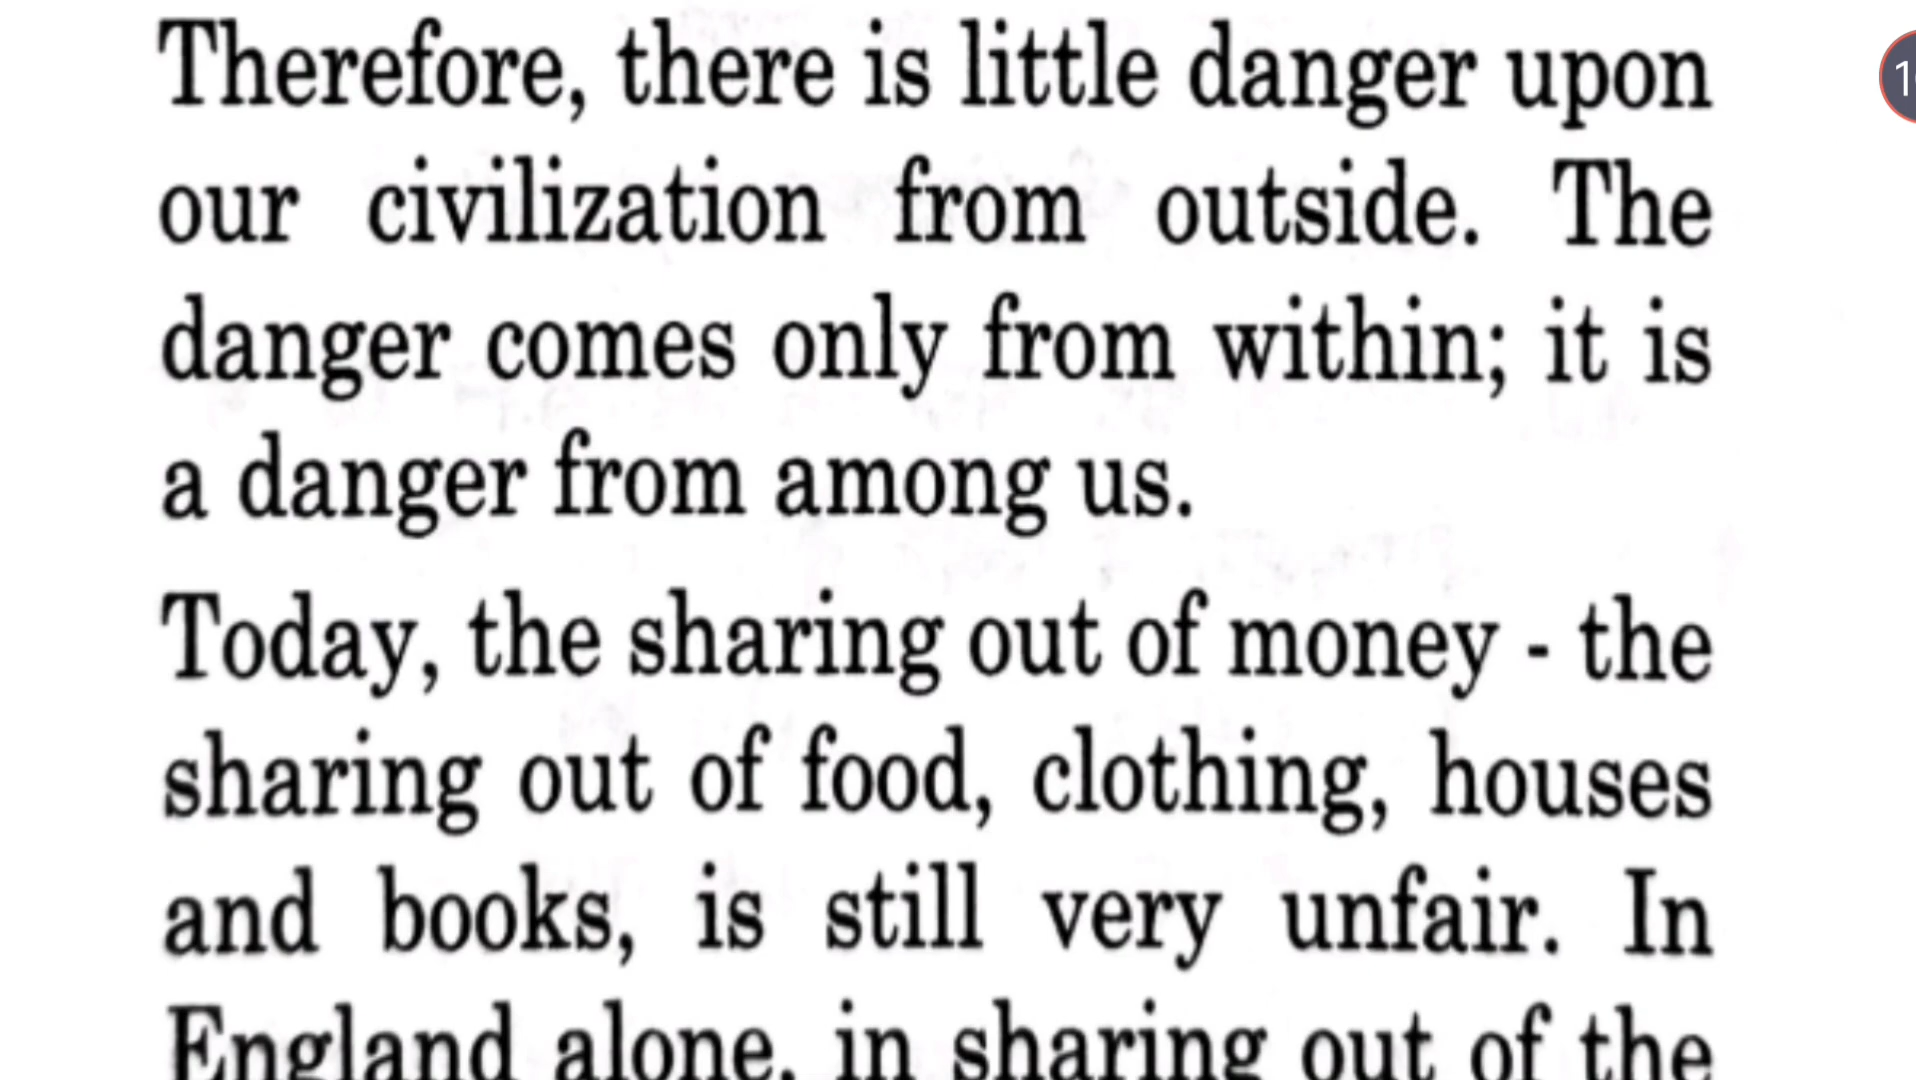 Therefore, there is little danger upon
our civilization from outside. The
danger comes only from within; it is
a danger from among us.
Today, the sharing out of money - the
sharing out of food, clothing, houses
and books, is still very unfair. In
England alone, in sharing out of the